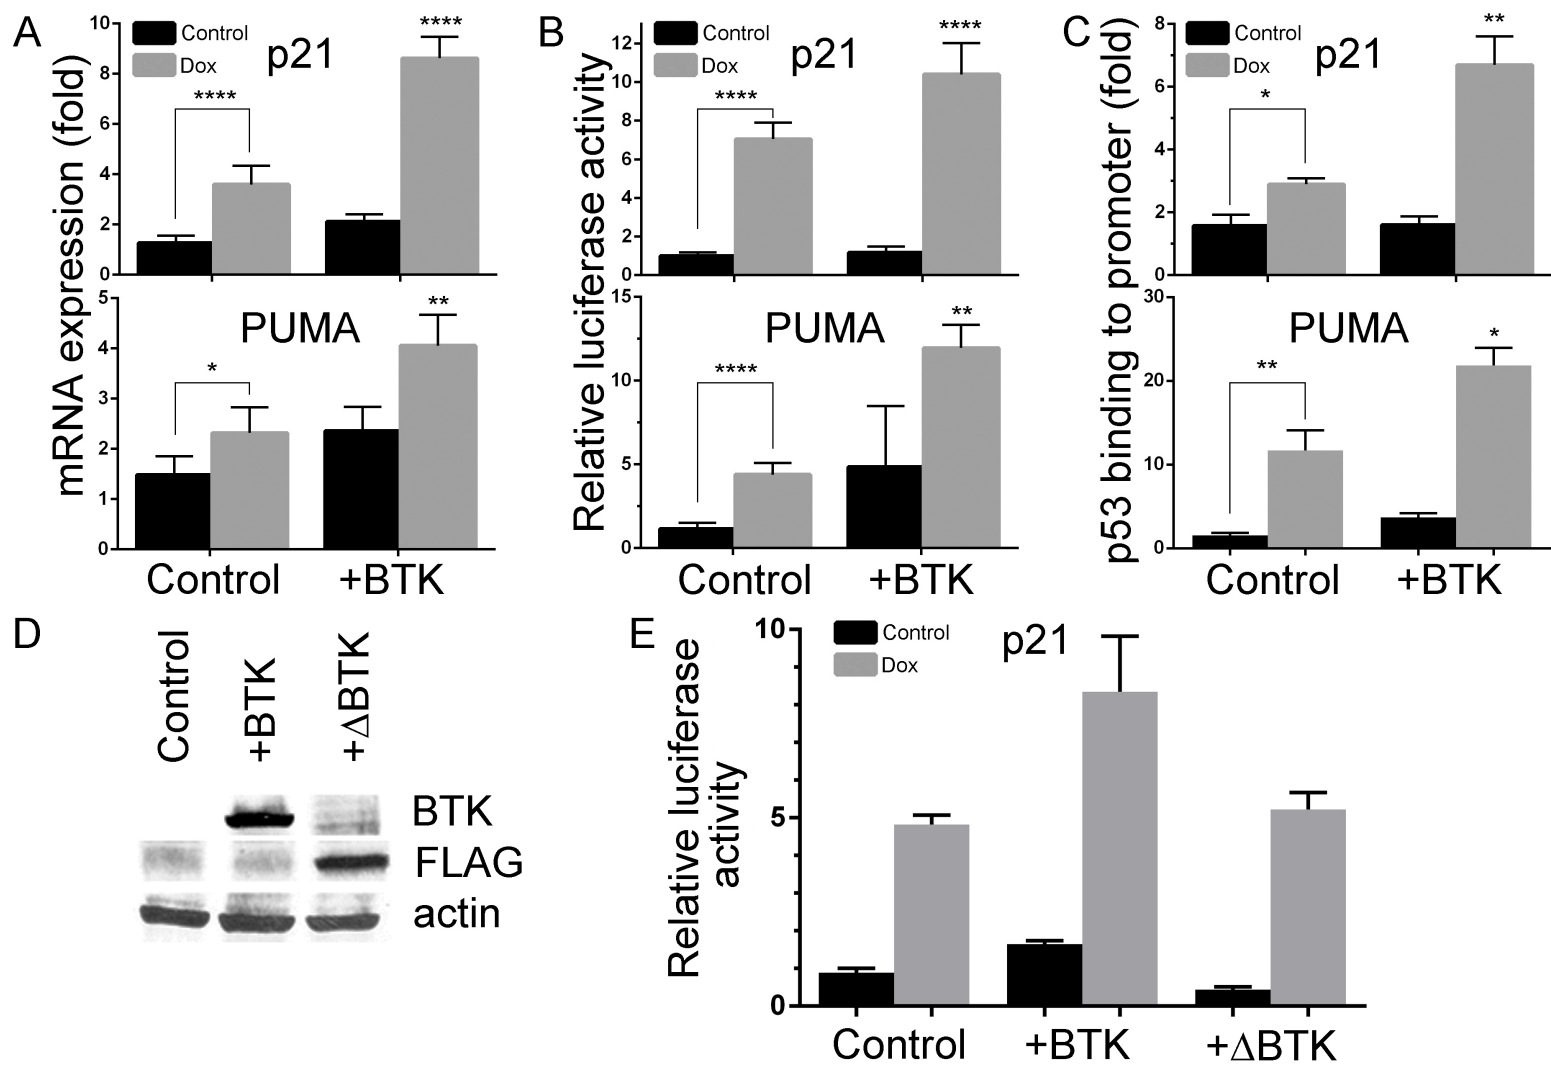 A
mRNA expression (fold)
10
8
6
4
2
0
Control
Dox
p21
****
****
5
4
3
2
1
0
PUMA
*
**
Control
+BTK
B
Relative luciferase activity
12
10
8
6
4
2
0
Control
Dox
p21
****
****
15
10
5
0
PUMA
****
**
Control
+BTK
C
p53 binding to promoter (fold)
8
6
4
2
0
Control
Dox
p21
*
**
30
20
10
0
PUMA
**
*
Control
+BTK
D
Control
+BTK
+ΔBTK
BTK
FLAG
actin
E
Relative luciferase
activity
10
5
0
Control
Dox
p21
Control
+BTK
+ΔBTK